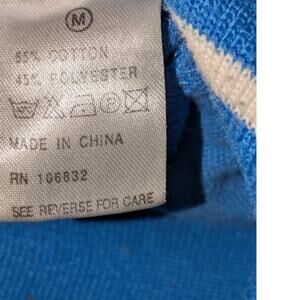 M
55% COTTON
45% POLYESTER
MADE IN CHINA
RN 106832
SEE REVERSE FOR CARE